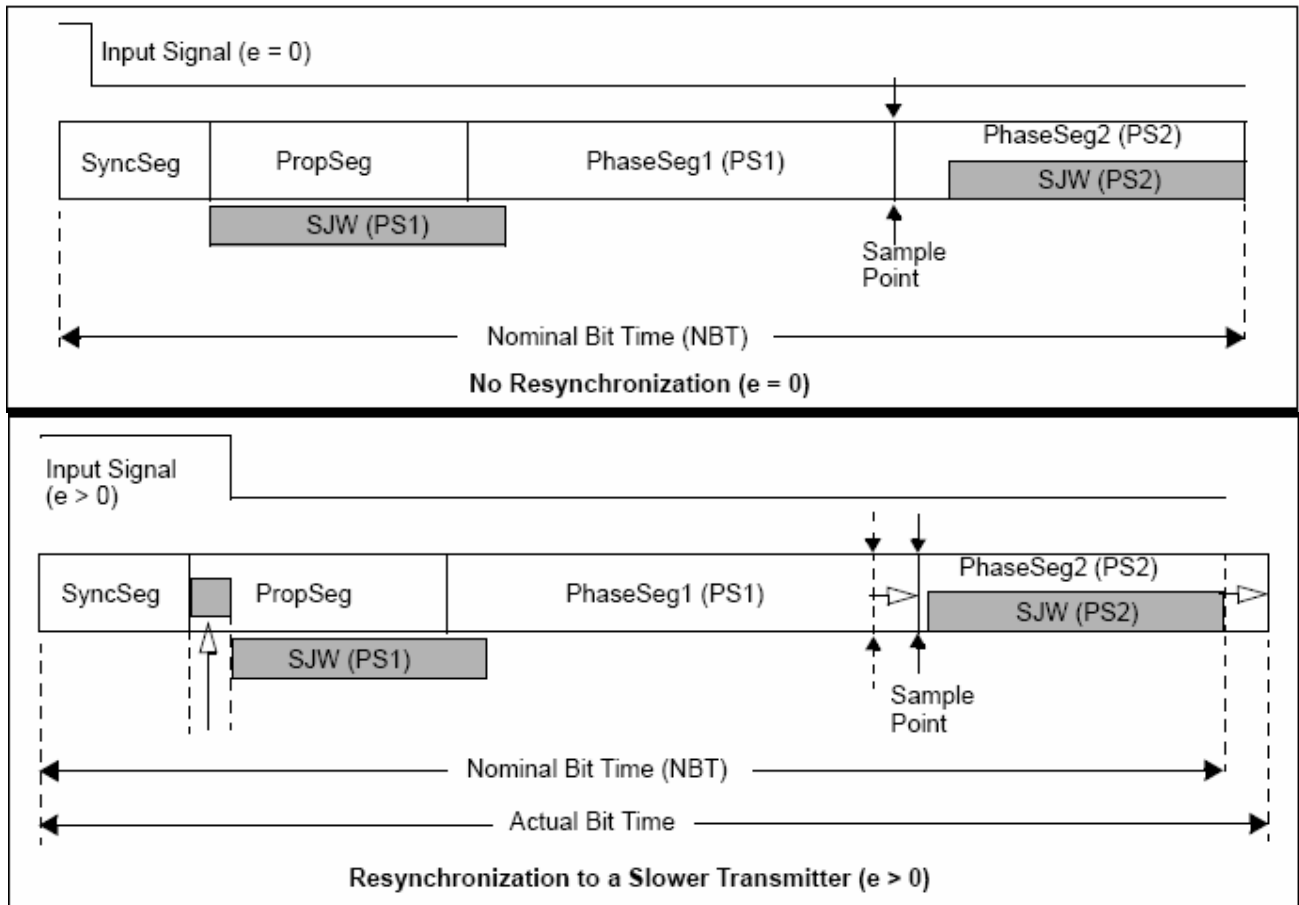 Input Signal (e = 0)
PhaseSeg2 (PS2)
SyncSeg
PropSeg
PhaseSeg1 (PS1)
SJW (PS2)
SJW (PS1)
Sample
Point
Nominal Bit Time (NBT)
No Resynchronization (e = 0)
Input Signal
(e > 0)
PhaseSeg2 (PS2)
SyncSeg
PropSeg
PhaseSeg1 (PS1)
SJW (PS2)
SJW (PS1)
Sample
Point
Nominal Bit Time (NBT)
Actual Bit Time
Resynchronization to a Slower Transmitter (e > 0)